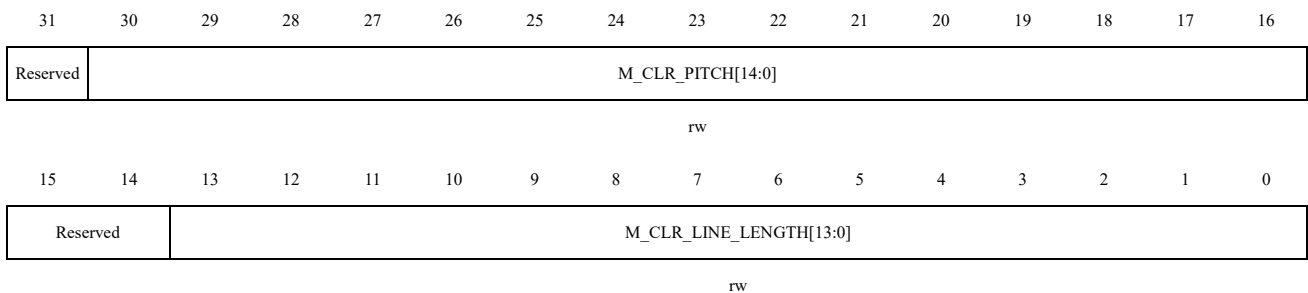 31 30 29 28 27 26 25 24 23 22 21 20 19 18 17 16
Reserved M_CLR_PITCH[14:0]
rw
15 14 13 12 11 10 9 8 7 6 5 4 3 2 1 0
Reserved M_CLR_LINE_LENGTH[13:0]
rw